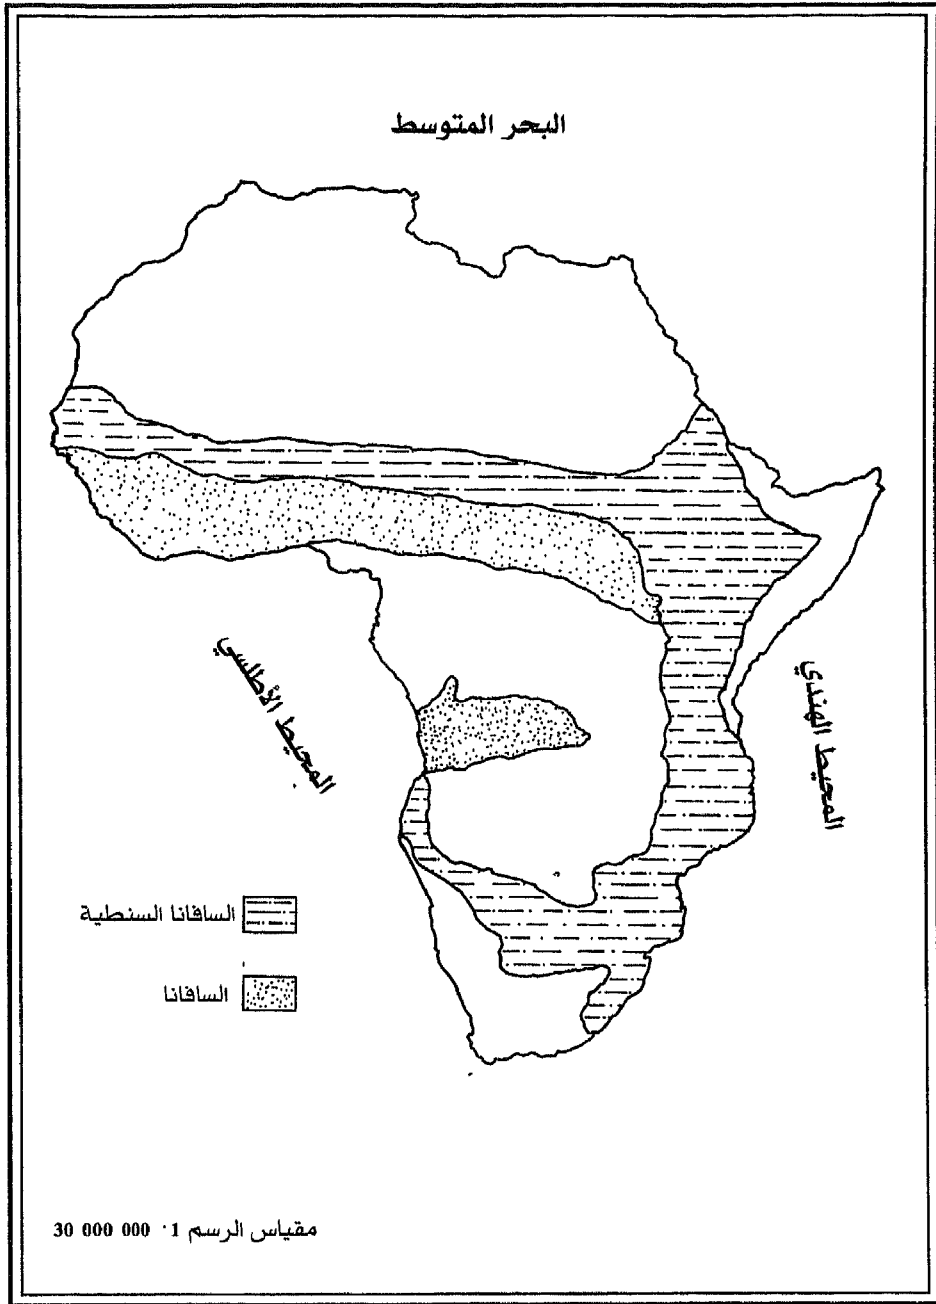 البحر المتوسط
المحيط الأطلسي
المحيط الهندي
السافانا السنطية
السافانا
مقياس الرسم 1: 000 000 30